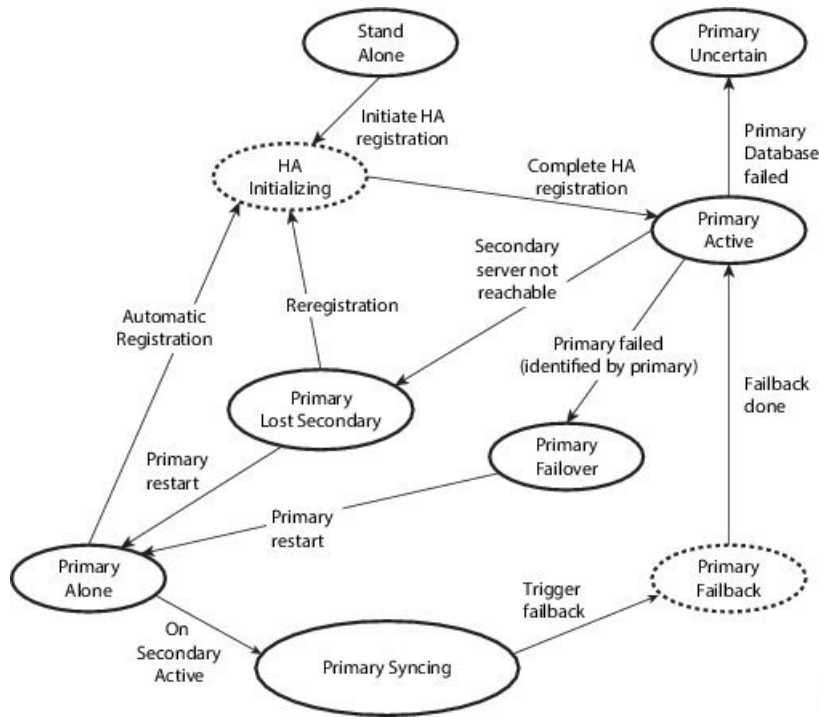 Stand
Alone
Primary
Uncertain
Initiate HA
registration
Primary
Database
failed
HA
Initializing
Complete HA
registration
Primary
Active
Secondary
server not
reachable
Automatic
Registration
Reregistration
Primary failed
(identified by primary)
Failback
done
Primary
Lost Secondary
Primary
Failover
Primary
restart
Primary
restart
Primary
Alone
Primary
Failback
Trigger
failback
On
Secondary
Active
Primary Syncing